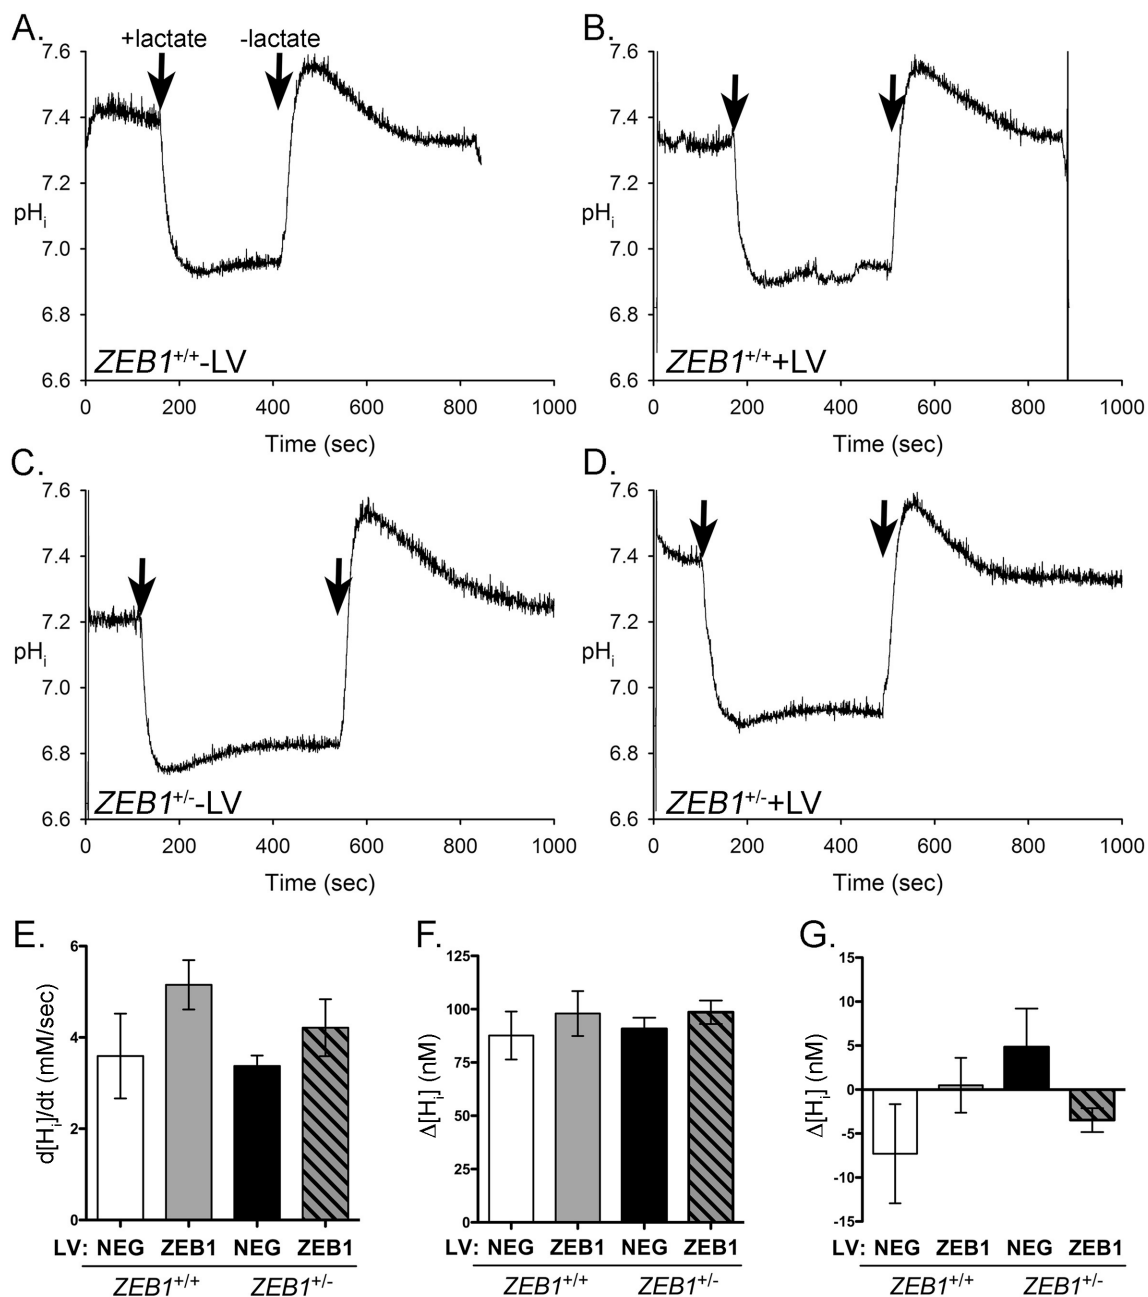 A.
+lactate -lactate
7.6
7.4
7.2
pHi
7.0
6.8
6.6
ZEB1+/+-LV
0 200 400 600 800 1000
Time (sec)
B.
7.6
7.4
7.2
pHi
7.0
6.8
6.6
ZEB1+/++LV
0 200 400 600 800 1000
Time (sec)
C.
7.6
7.4
7.2
pHi
7.0
6.8
6.6
ZEB1+/--LV
0 200 400 600 800 1000
Time (sec)
D.
7.6
7.4
7.2
pHi
7.0
6.8
6.6
ZEB1+/-+LV
0 200 400 600 800 1000
Time (sec)
E.
d[Hi]/dt (mM/sec)
6
4
2
0
LV: NEG ZEB1 NEG ZEB1
ZEB1+/+ ZEB1+/-
F.
Δ[Hi] (nM)
125
100
75
50
25
0
LV: NEG ZEB1 NEG ZEB1
ZEB1+/+ ZEB1+/-
G.
Δ[Hi] (nM)
15
10
5
0
-5
-10
-15
LV: NEG ZEB1 NEG ZEB1
ZEB1+/+ ZEB1+/-